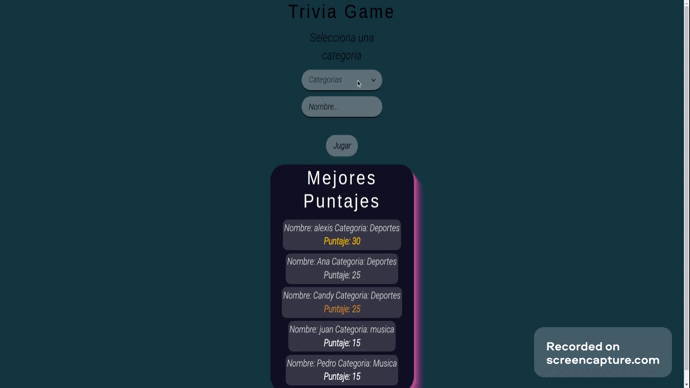 Trivia Game
Selecciona una
categoria
Categorias
Nombre..
Jugar
Mejores
Puntajes
Nombre: alexis Categoria: Deportes
Puntaje: 30
Nombre: Ana Categoria: Deportes
Puntaje: 25
Nombre: Candy Categoria: Deportes
Puntaje: 25
Nombre: juan Categoria: musica
Puntaje: 15
Nombre: Pedro Categoria: Musica
Puntaje: 15
Recorded on
screencapture.com